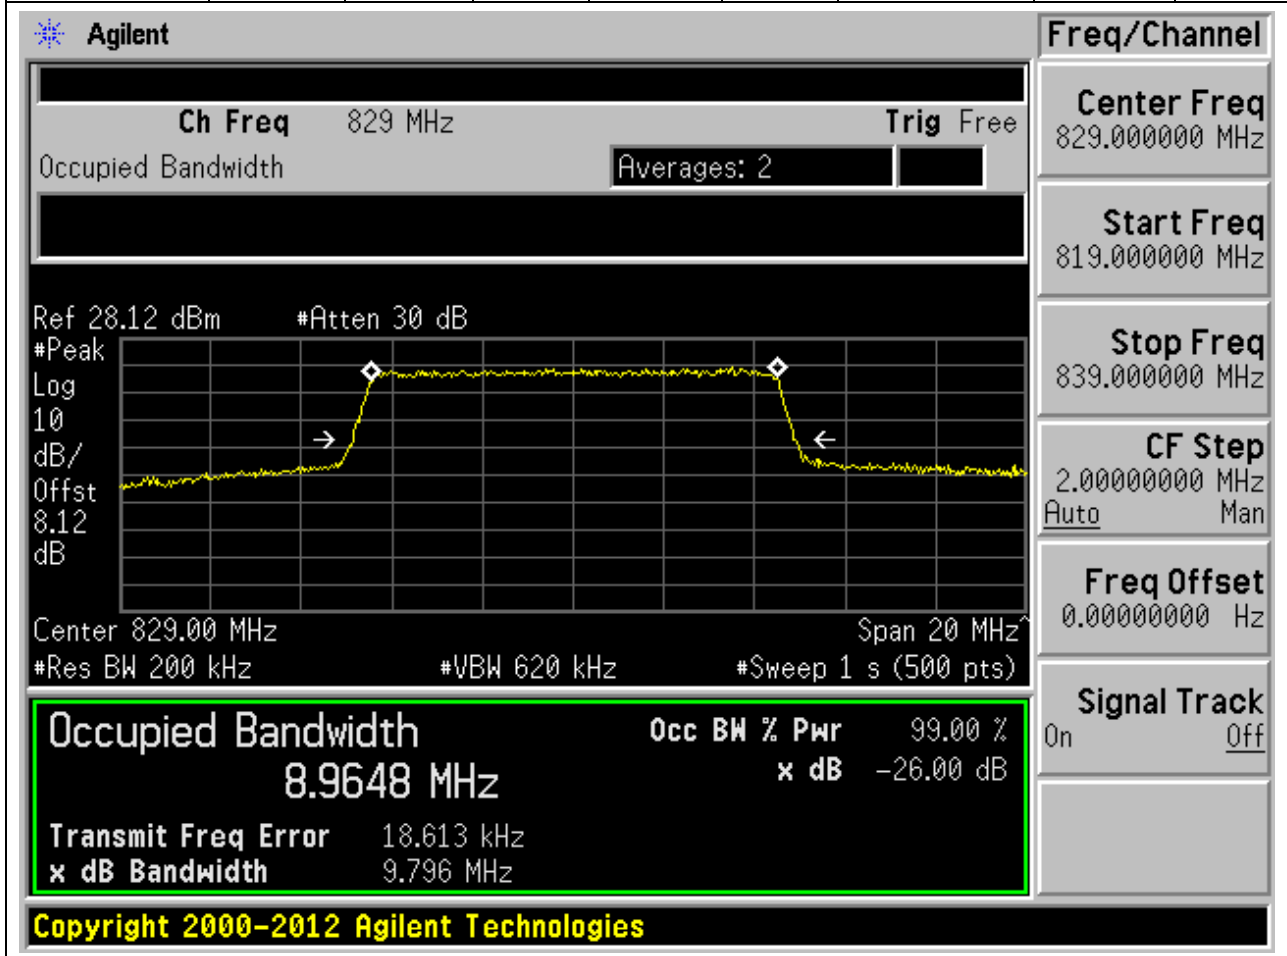 Agilent
Freq/Channel
Ch Freq 829 MHz Trig Free
Occupied Bandwidth Averages: 2
Center Freq
829.000000 MHz
Start Freq
819.000000 MHz
Stop Freq
839.000000 MHz
CF Step
2.00000000 MHz
Auto Man
Freq Offset
0.00000000 Hz
Signal Track
On Off
Ref 28.12 dBm #Atten 30 dB
#Peak
Log
10
dB/
Offst
8.12
dB
Center 829.00 MHz Span 20 MHz^
#Res BW 200 kHz #VBW 620 kHz #Sweep 1 s (500 pts)
Occupied Bandwidth Occ BW % Pwr 99.00 %
8.9648 MHz x dB -26.00 dB
Transmit Freq Error 18.613 kHz
x dB Bandwidth 9.796 MHz
Copyright 2000-2012 Agilent Technologies